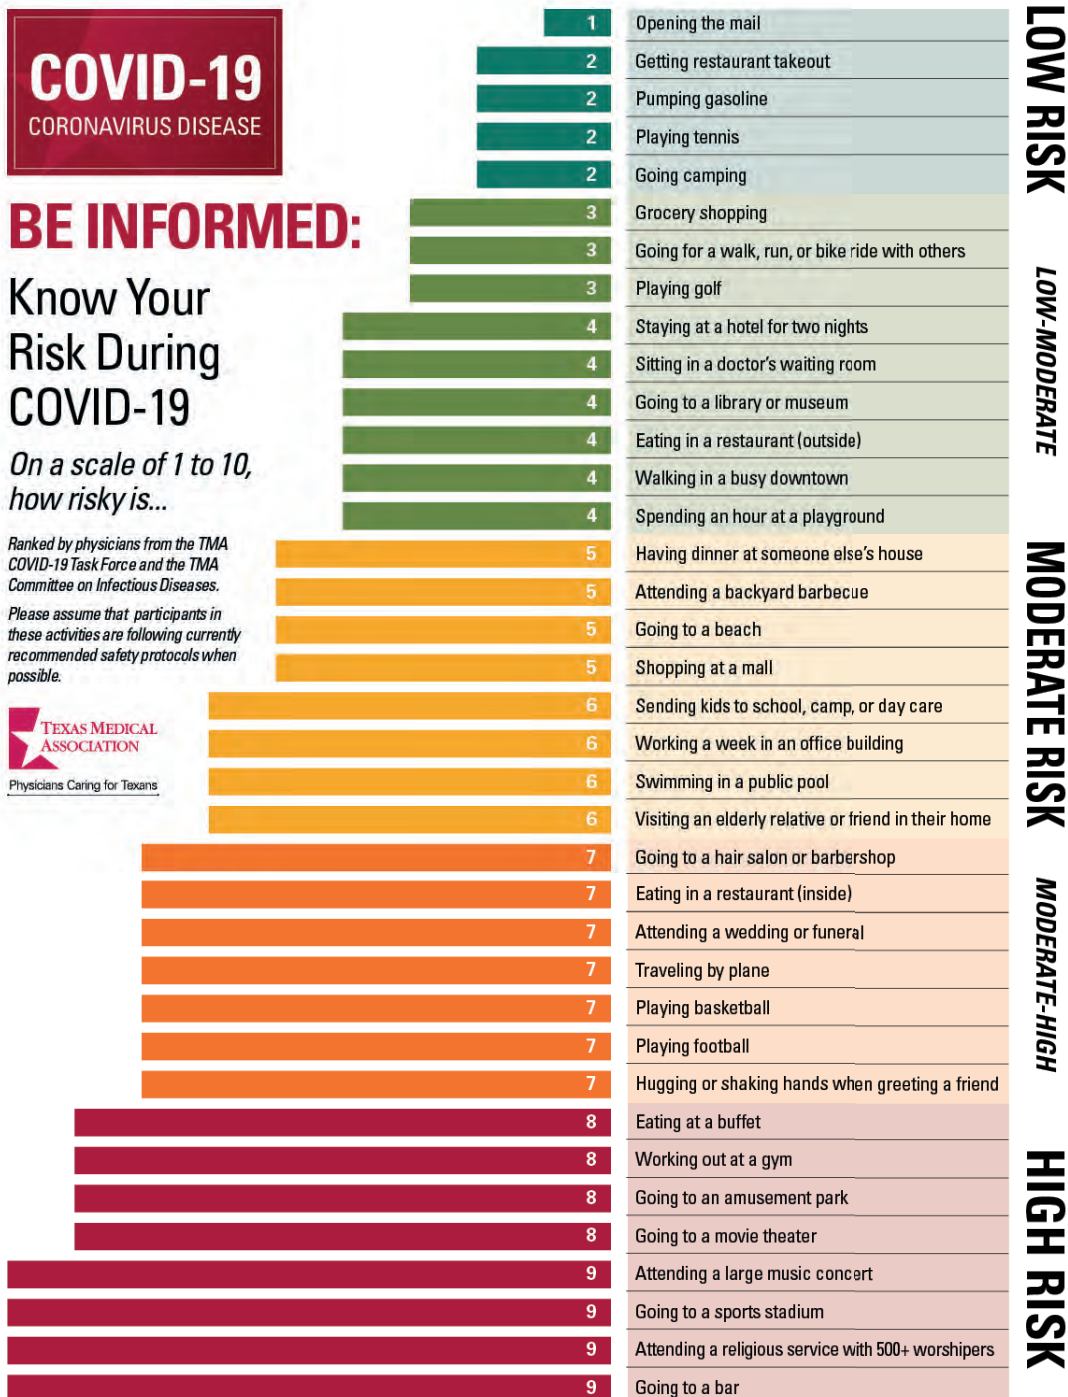 COVID-19
CORONAVIRUS DISEASE
BE INFORMED:
Know Your
Risk During
COVID-19
On a scale of 1 to 10,
how risky is...
Ranked by physicians from the TMA
COVID-19 Task Force and the TMA
Committee on Infectious Diseases.
Please assume that participants in
these activities are following currently
recommended safety protocols when
possible.
TEXAS MEDICAL
ASSOCIATION
Physicians Caring for Texans
LOW RISK
1 Opening the mail
2 Getting restaurant takeout
2 Pumping gasoline
2 Playing tennis
2 Going camping
LOW-MODERATE
3 Grocery shopping
3 Going for a walk, run, or bike ride with others
3 Playing golf
4 Staying at a hotel for two nights
4 Sitting in a doctor's waiting room
4 Going to a library or museum
4 Eating in a restaurant (outside)
4 Walking in a busy downtown
4 Spending an hour at a playground
MODERATE RISK
5 Having dinner at someone else's house
5 Attending a backyard barbecue
5 Going to a beach
5 Shopping at a mall
6 Sending kids to school, camp, or day care
6 Working a week in an office building
6 Swimming in a public pool
6 Visiting an elderly relative or friend in their home
MODERATE-HIGH
7 Going to a hair salon or barbershop
7 Eating in a restaurant (inside)
7 Attending a wedding or funeral
7 Traveling by plane
7 Playing basketball
7 Playing football
7 Hugging or shaking hands when greeting a friend
HIGH RISK
8 Eating at a buffet
8 Working out at a gym
8 Going to an amusement park
8 Going to a movie theater
9 Attending a large music concert
9 Going to a sports stadium
9 Attending a religious service with 500+ worshipers
9 Going to a bar